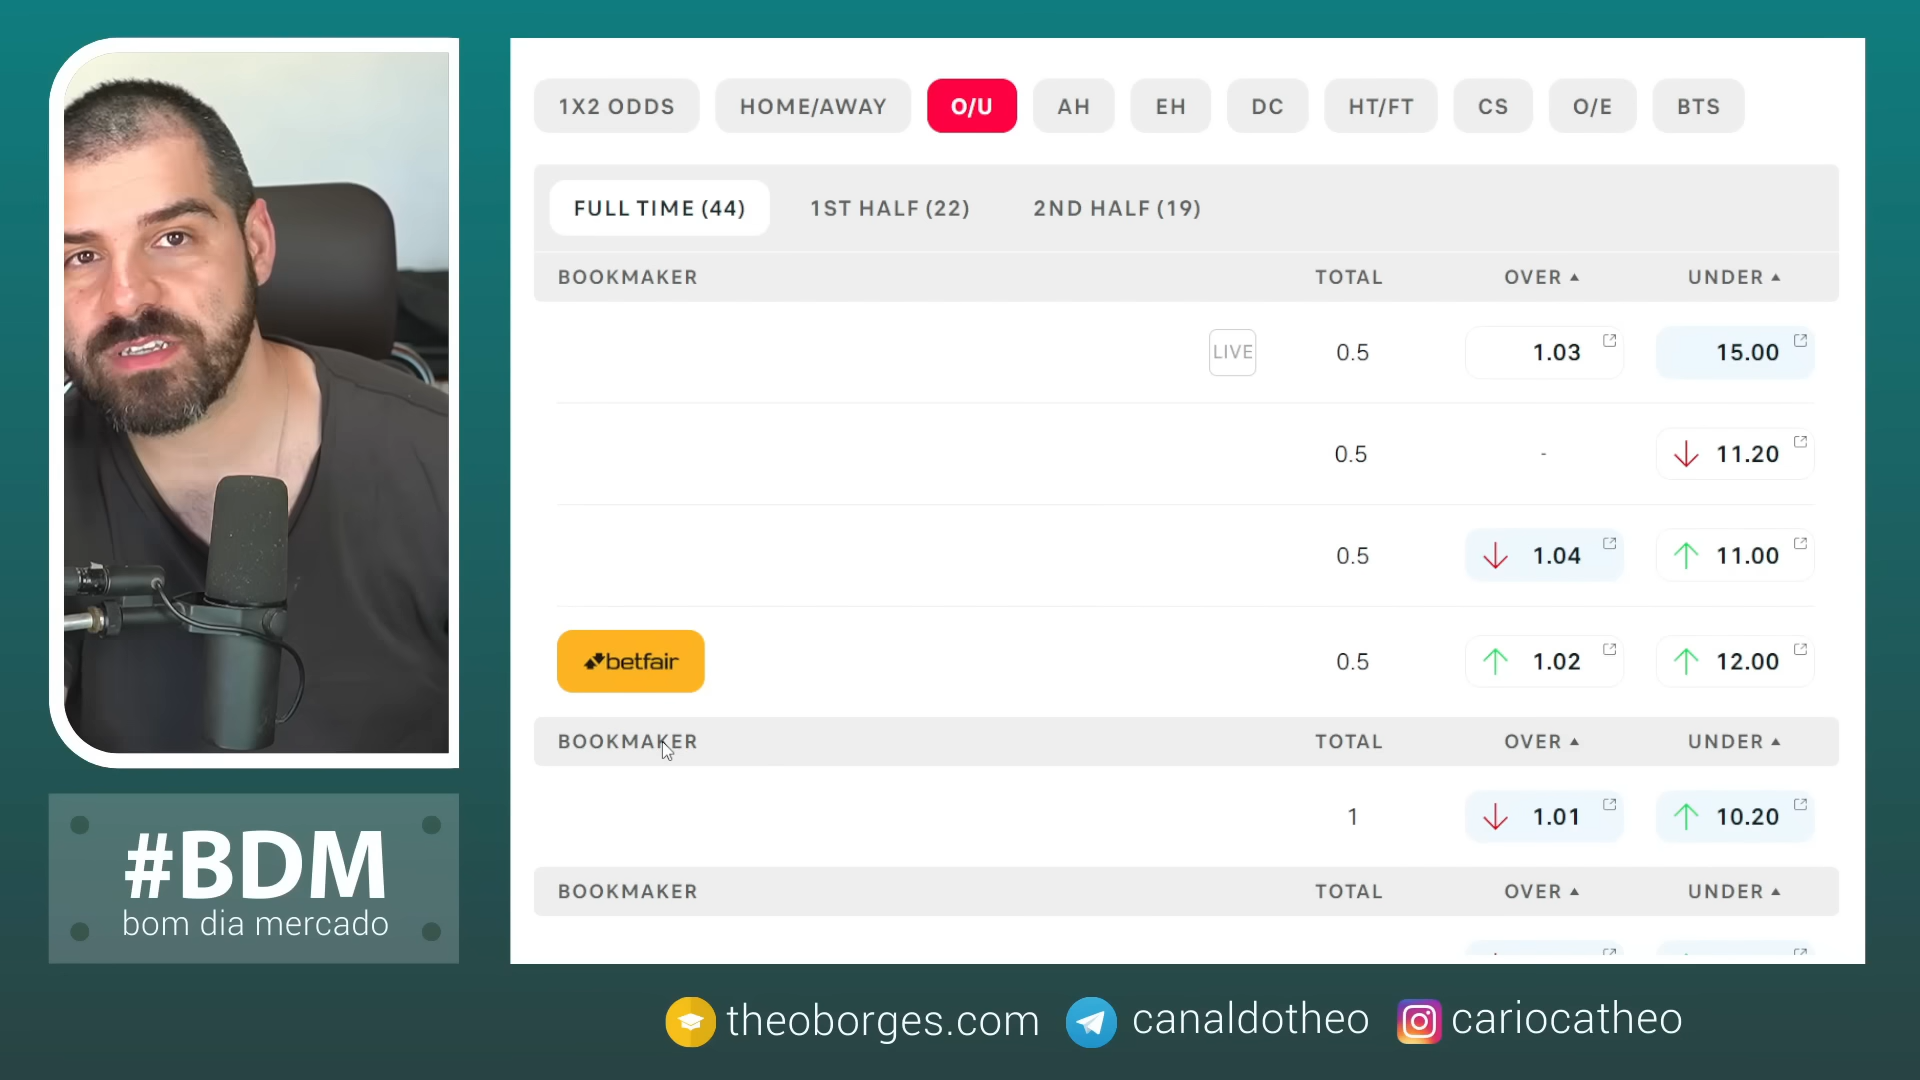 1X2 ODDS HOME/AWAY O/U AH EH DC HT/FT CS O/E BTS
FULL TIME (44) 1ST HALF (22) 2ND HALF (19)
BOOKMAKER TOTAL OVER UNDER
LIVE 0.5 1.03 15.00
0.5 - 11.20
0.5 1.04 11.00
betfair 0.5 1.02 12.00
BOOKMAKER TOTAL OVER UNDER
1 1.01 10.20
BOOKMAKER TOTAL OVER UNDER
#BDM
bom dia mercado
theoborges.com canaldotheo cariocatheo